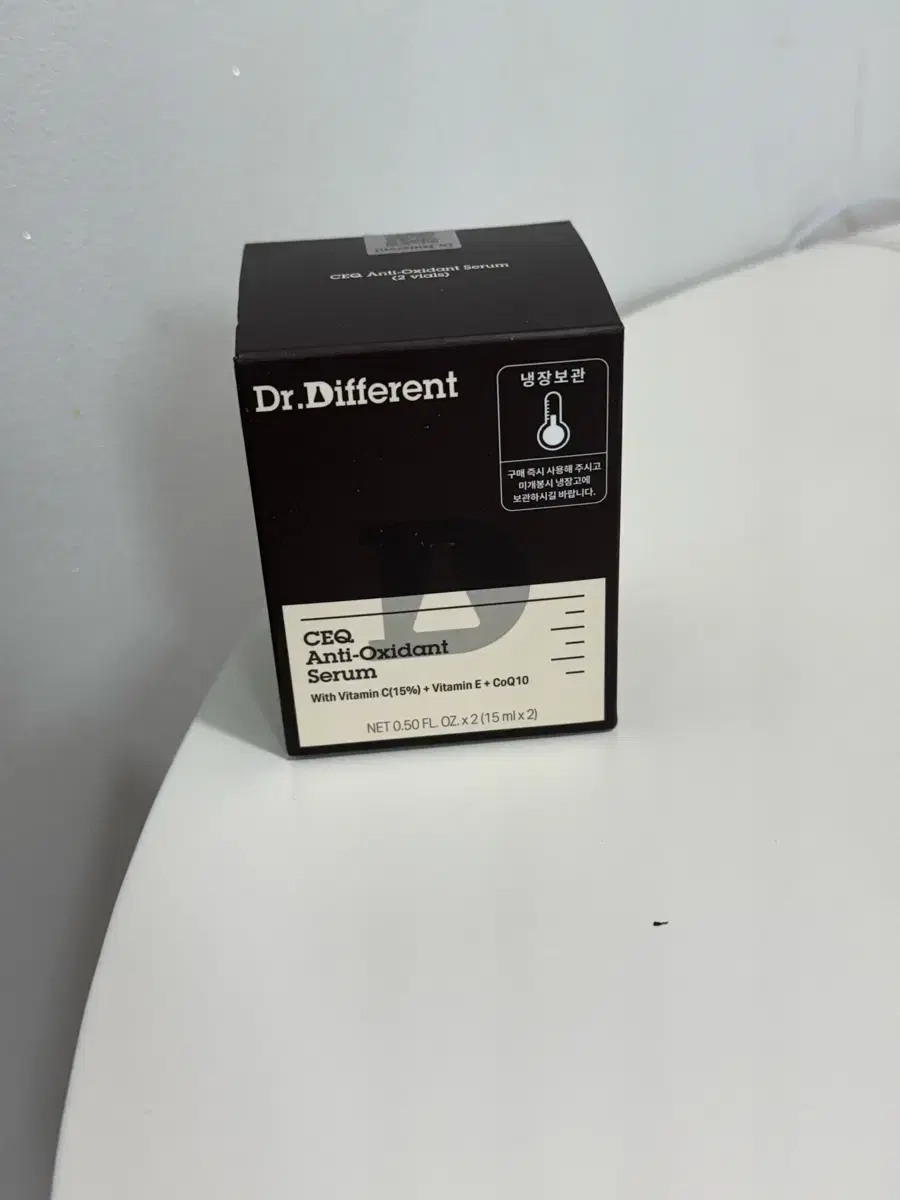 CEQ Anti-Oxidant Serum
(2 vials)
Dr.Different
냉장보관
구매 즉시 사용해 주시고
미개봉시 냉장고에
보관하시길 바랍니다.
CEQ
Anti-Oxidant
Serum
With Vitamin C(15%) + Vitamin E + CoQ10
NET 0.50 FL. OZ. x 2 (15 ml x 2)